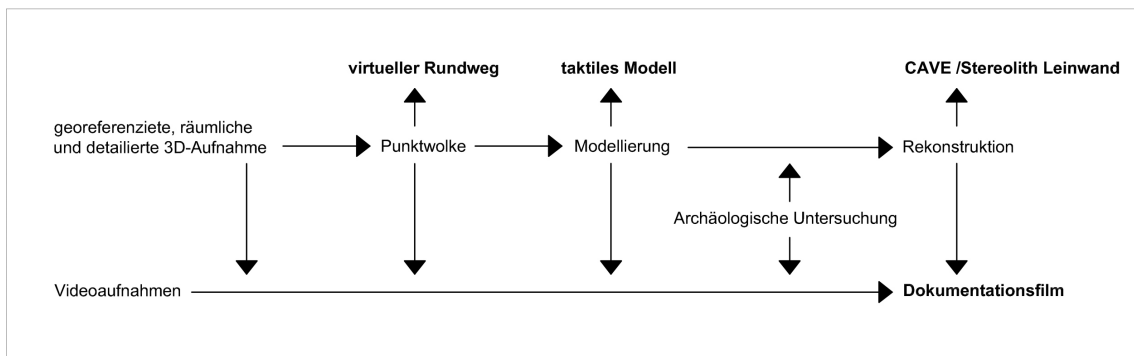 virtueller Rundweg
taktiles Modell
CAVE /Stereolith Leinwand
georeferenziete, räumliche
und detailierte 3D-Aufnahme
Punktwolke
Modellierung
Rekonstruktion
Archäologische Untersuchung
Videoaufnahmen
Dokumentationsfilm